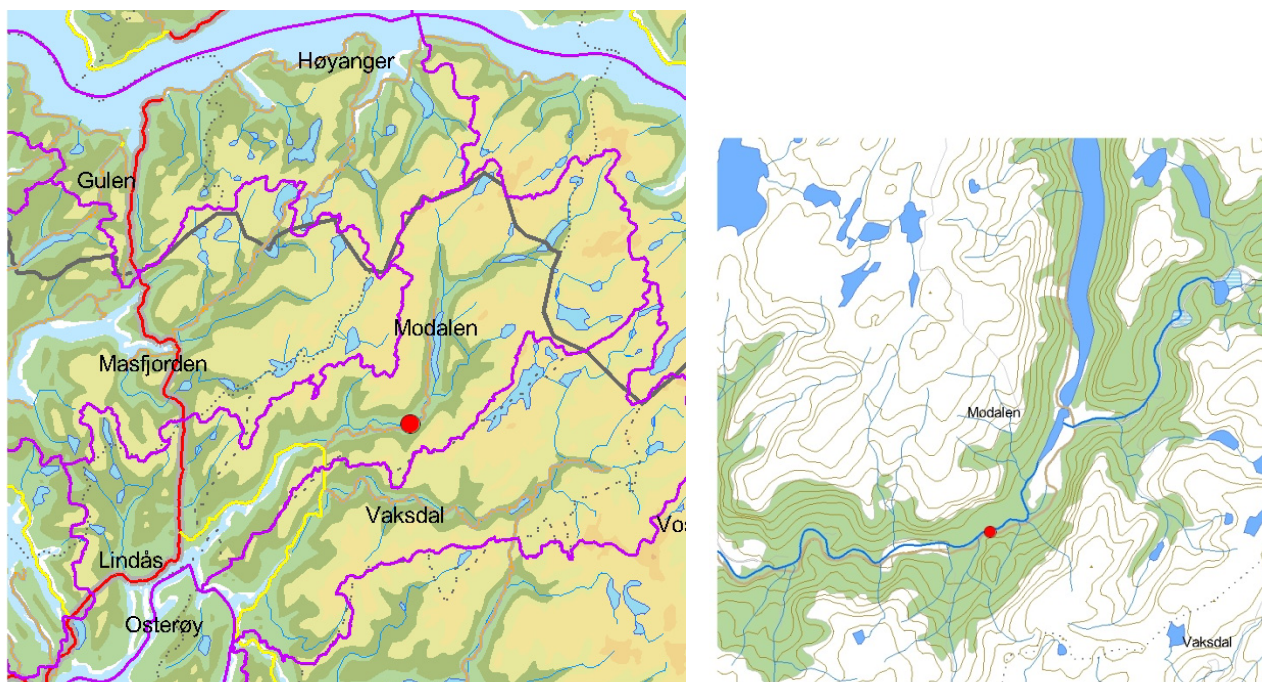 Høyanger
Gulen
Modalen
Masfjorden
Vaksdal
Vos
Lindås
Osterøy
Modalen
Vaksdal